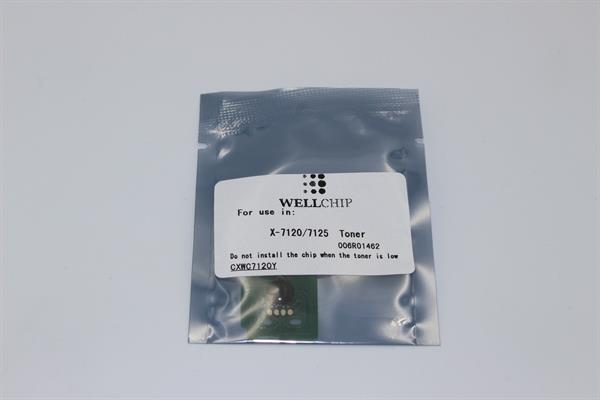 WELLCHIP
For use in:
X-7120/7125 Toner
006R01462
Do not install the chip when the toner is low
CXWC7120Y